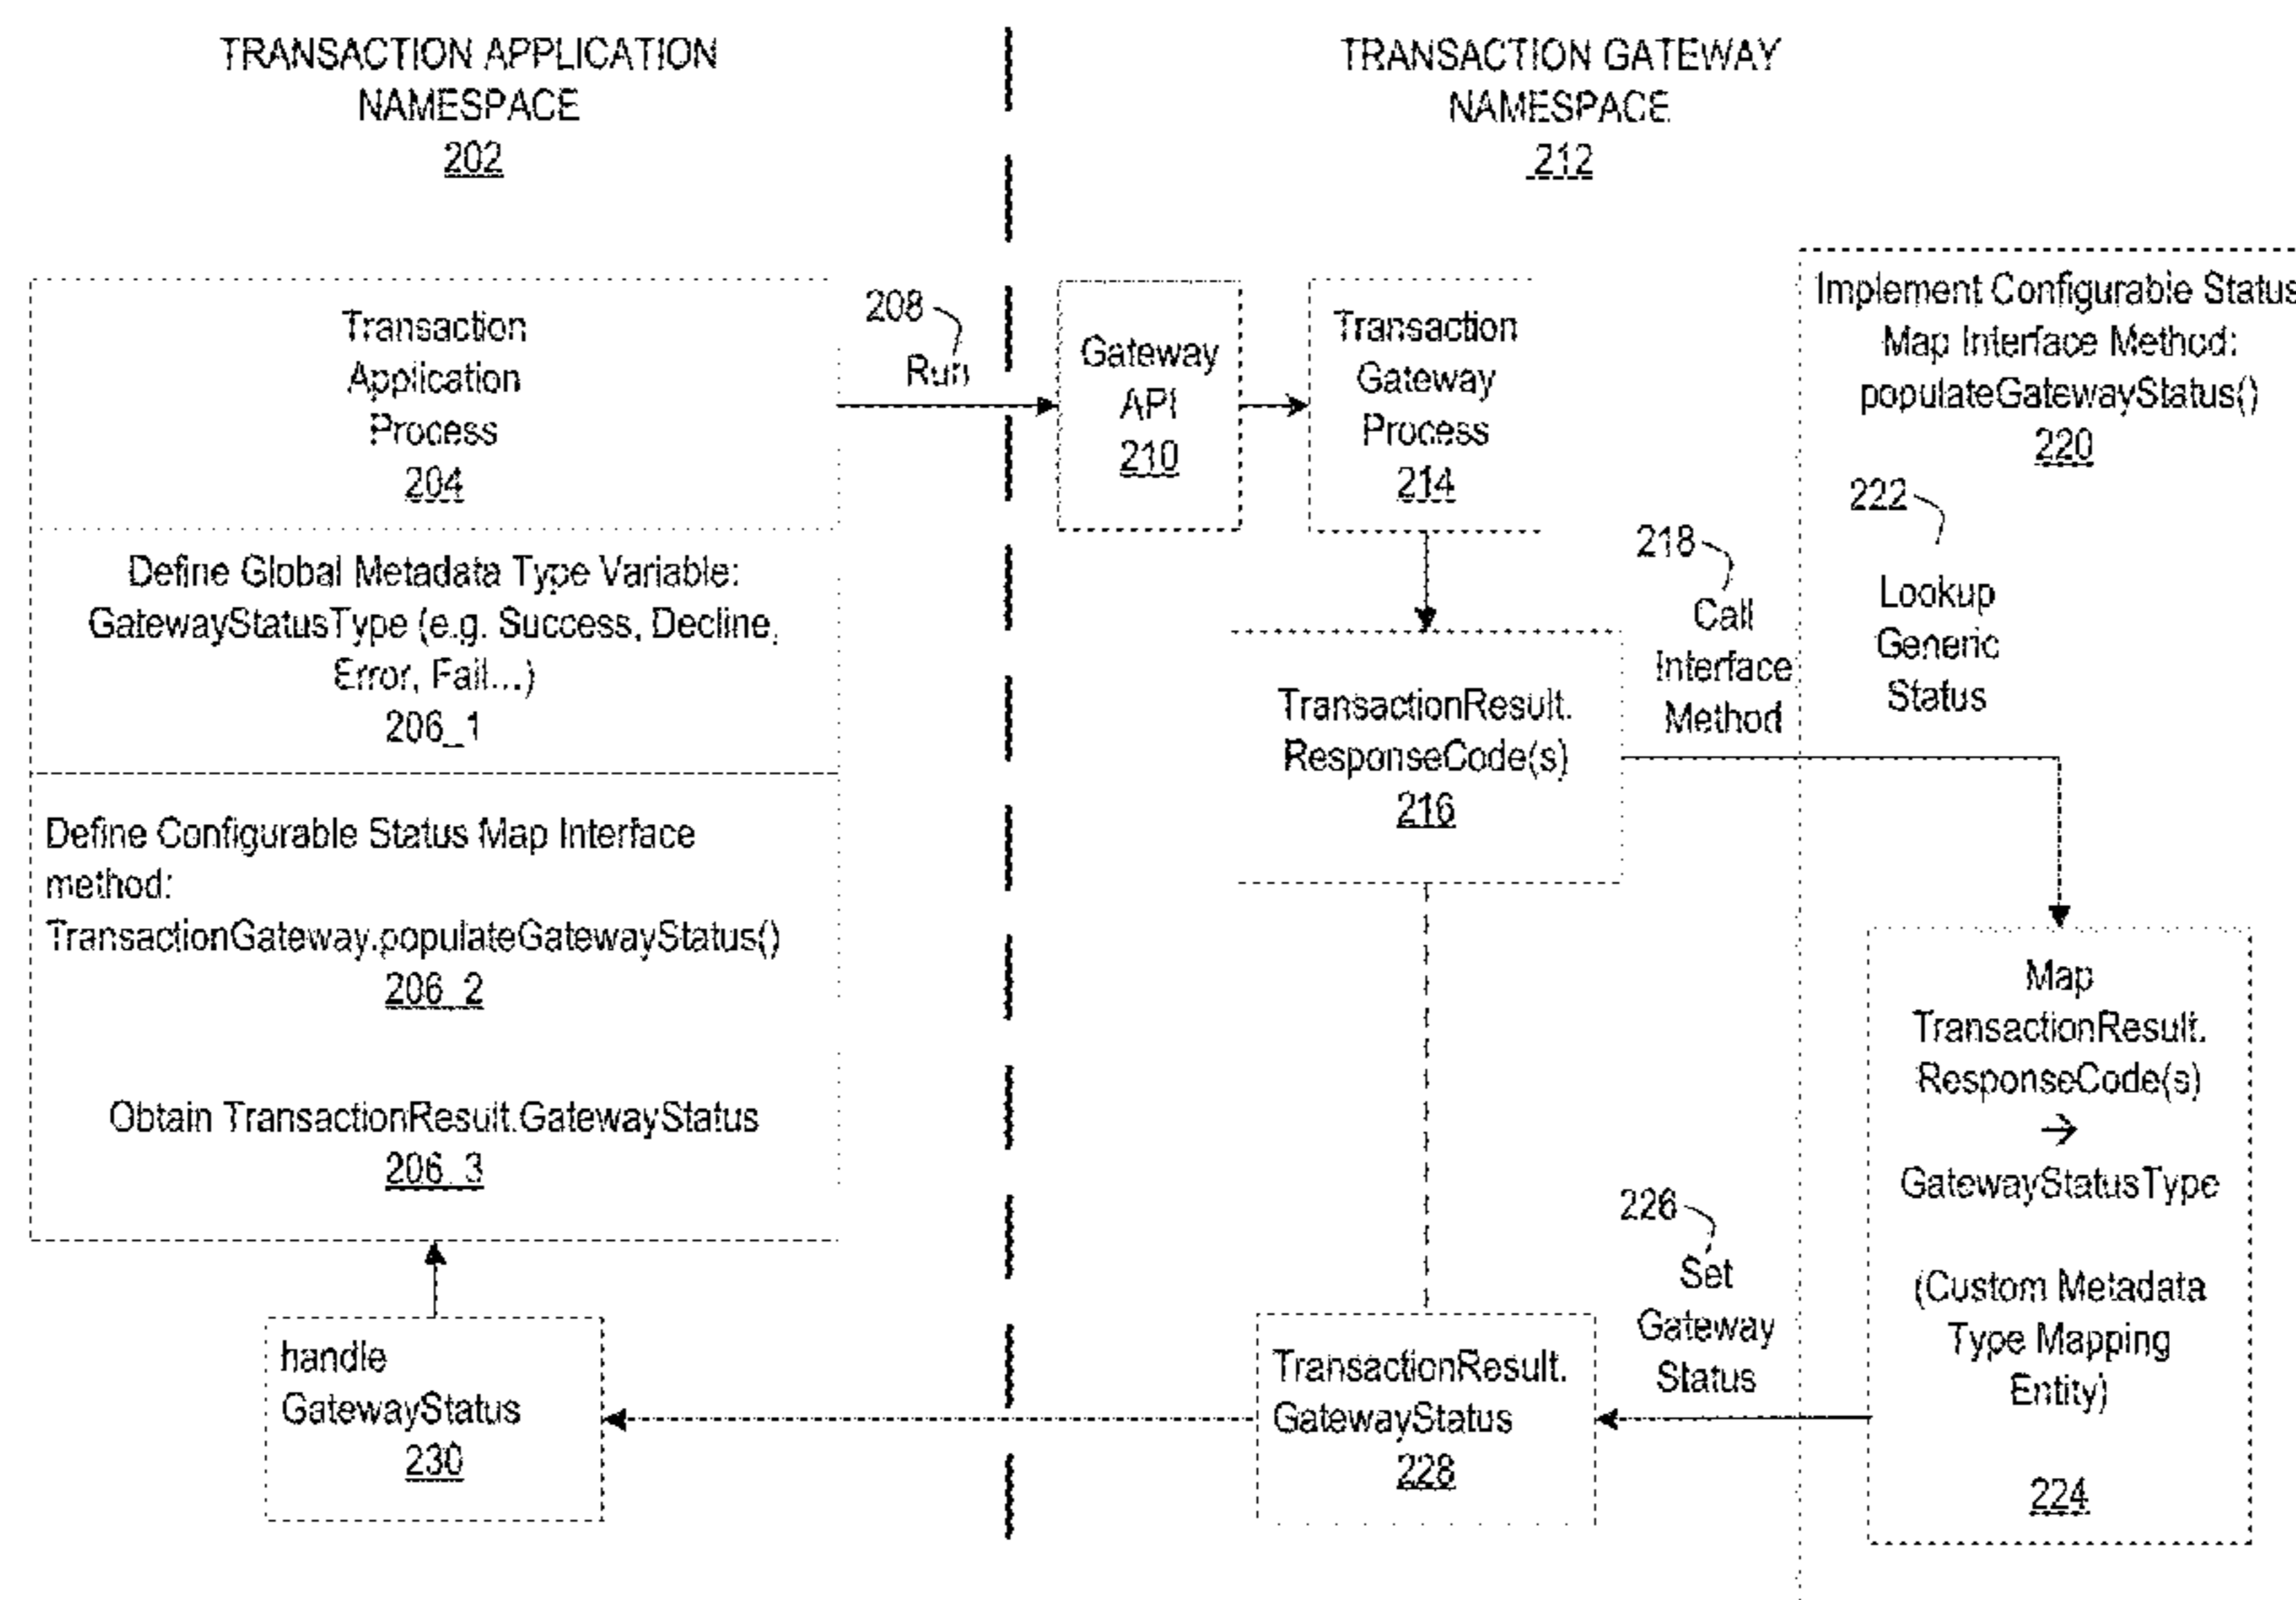 TRANSACTION APPLICATION
NAMESPACE
202
TRANSACTION GATEWAY
NAMESPACE
212
Transaction
Application
Process
204
Define Global Metadata Type Variable:
GatewayStatusType (e.g. Success, Decline,
Error, Fail...)
206_1
Define Configurable Status Map Interface
method:
TransactionGateway.populateGatewayStatus()
206_2
Obtain TransactionResult.GatewayStatus
206_3
208
Run
Gateway
API
210
Transaction
Gateway
Process
214
TransactionResult.
ResponseCode(s)
216
218
Call
Interface
Method
Implement Configurable Status
Map Interface Method:
populateGatewayStatus()
220
222
Lookup
Generic
Status
Map
TransactionResult.
ResponseCode(s)
→
GatewayStatusType
(Custom Metadata
Type Mapping
Entity)
224
226
Set
Gateway
Status
TransactionResult.
GatewayStatus
228
handle
GatewayStatus
230